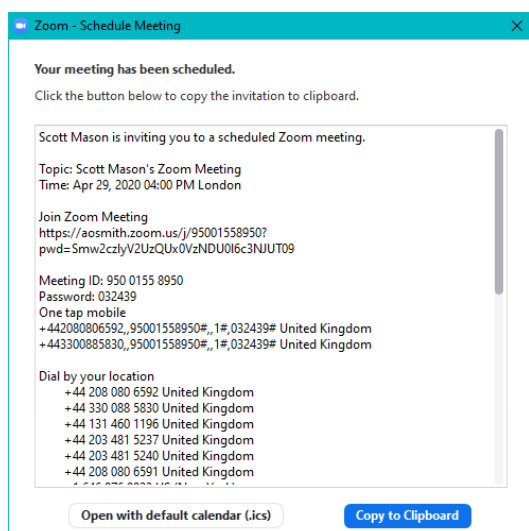 Zoom - Schedule Meeting
Your meeting has been scheduled.
Click the button below to copy the invitation to clipboard.
Scott Mason is inviting you to a scheduled Zoom meeting.
Topic: Scott Mason's Zoom Meeting
Time: Apr 29, 2020 04:00 PM London
Join Zoom Meeting
https://aosmith.zoom.us/j/95001558950?
pwd=Smw2czlyV2UzQUx0VzNDU0l6c3NJUT09
Meeting ID: 950 0155 8950
Password: 032439
One tap mobile
+442080806592,,95001558950#,,1#,032439# United Kingdom
+443300885830,,95001558950#,,1#,032439# United Kingdom
Dial by your location
+44 208 080 6592 United Kingdom
+44 330 088 5830 United Kingdom
+44 131 460 1196 United Kingdom
+44 203 481 5237 United Kingdom
+44 203 481 5240 United Kingdom
+44 208 080 6591 United Kingdom
Open with default calendar (.ics)
Copy to Clipboard